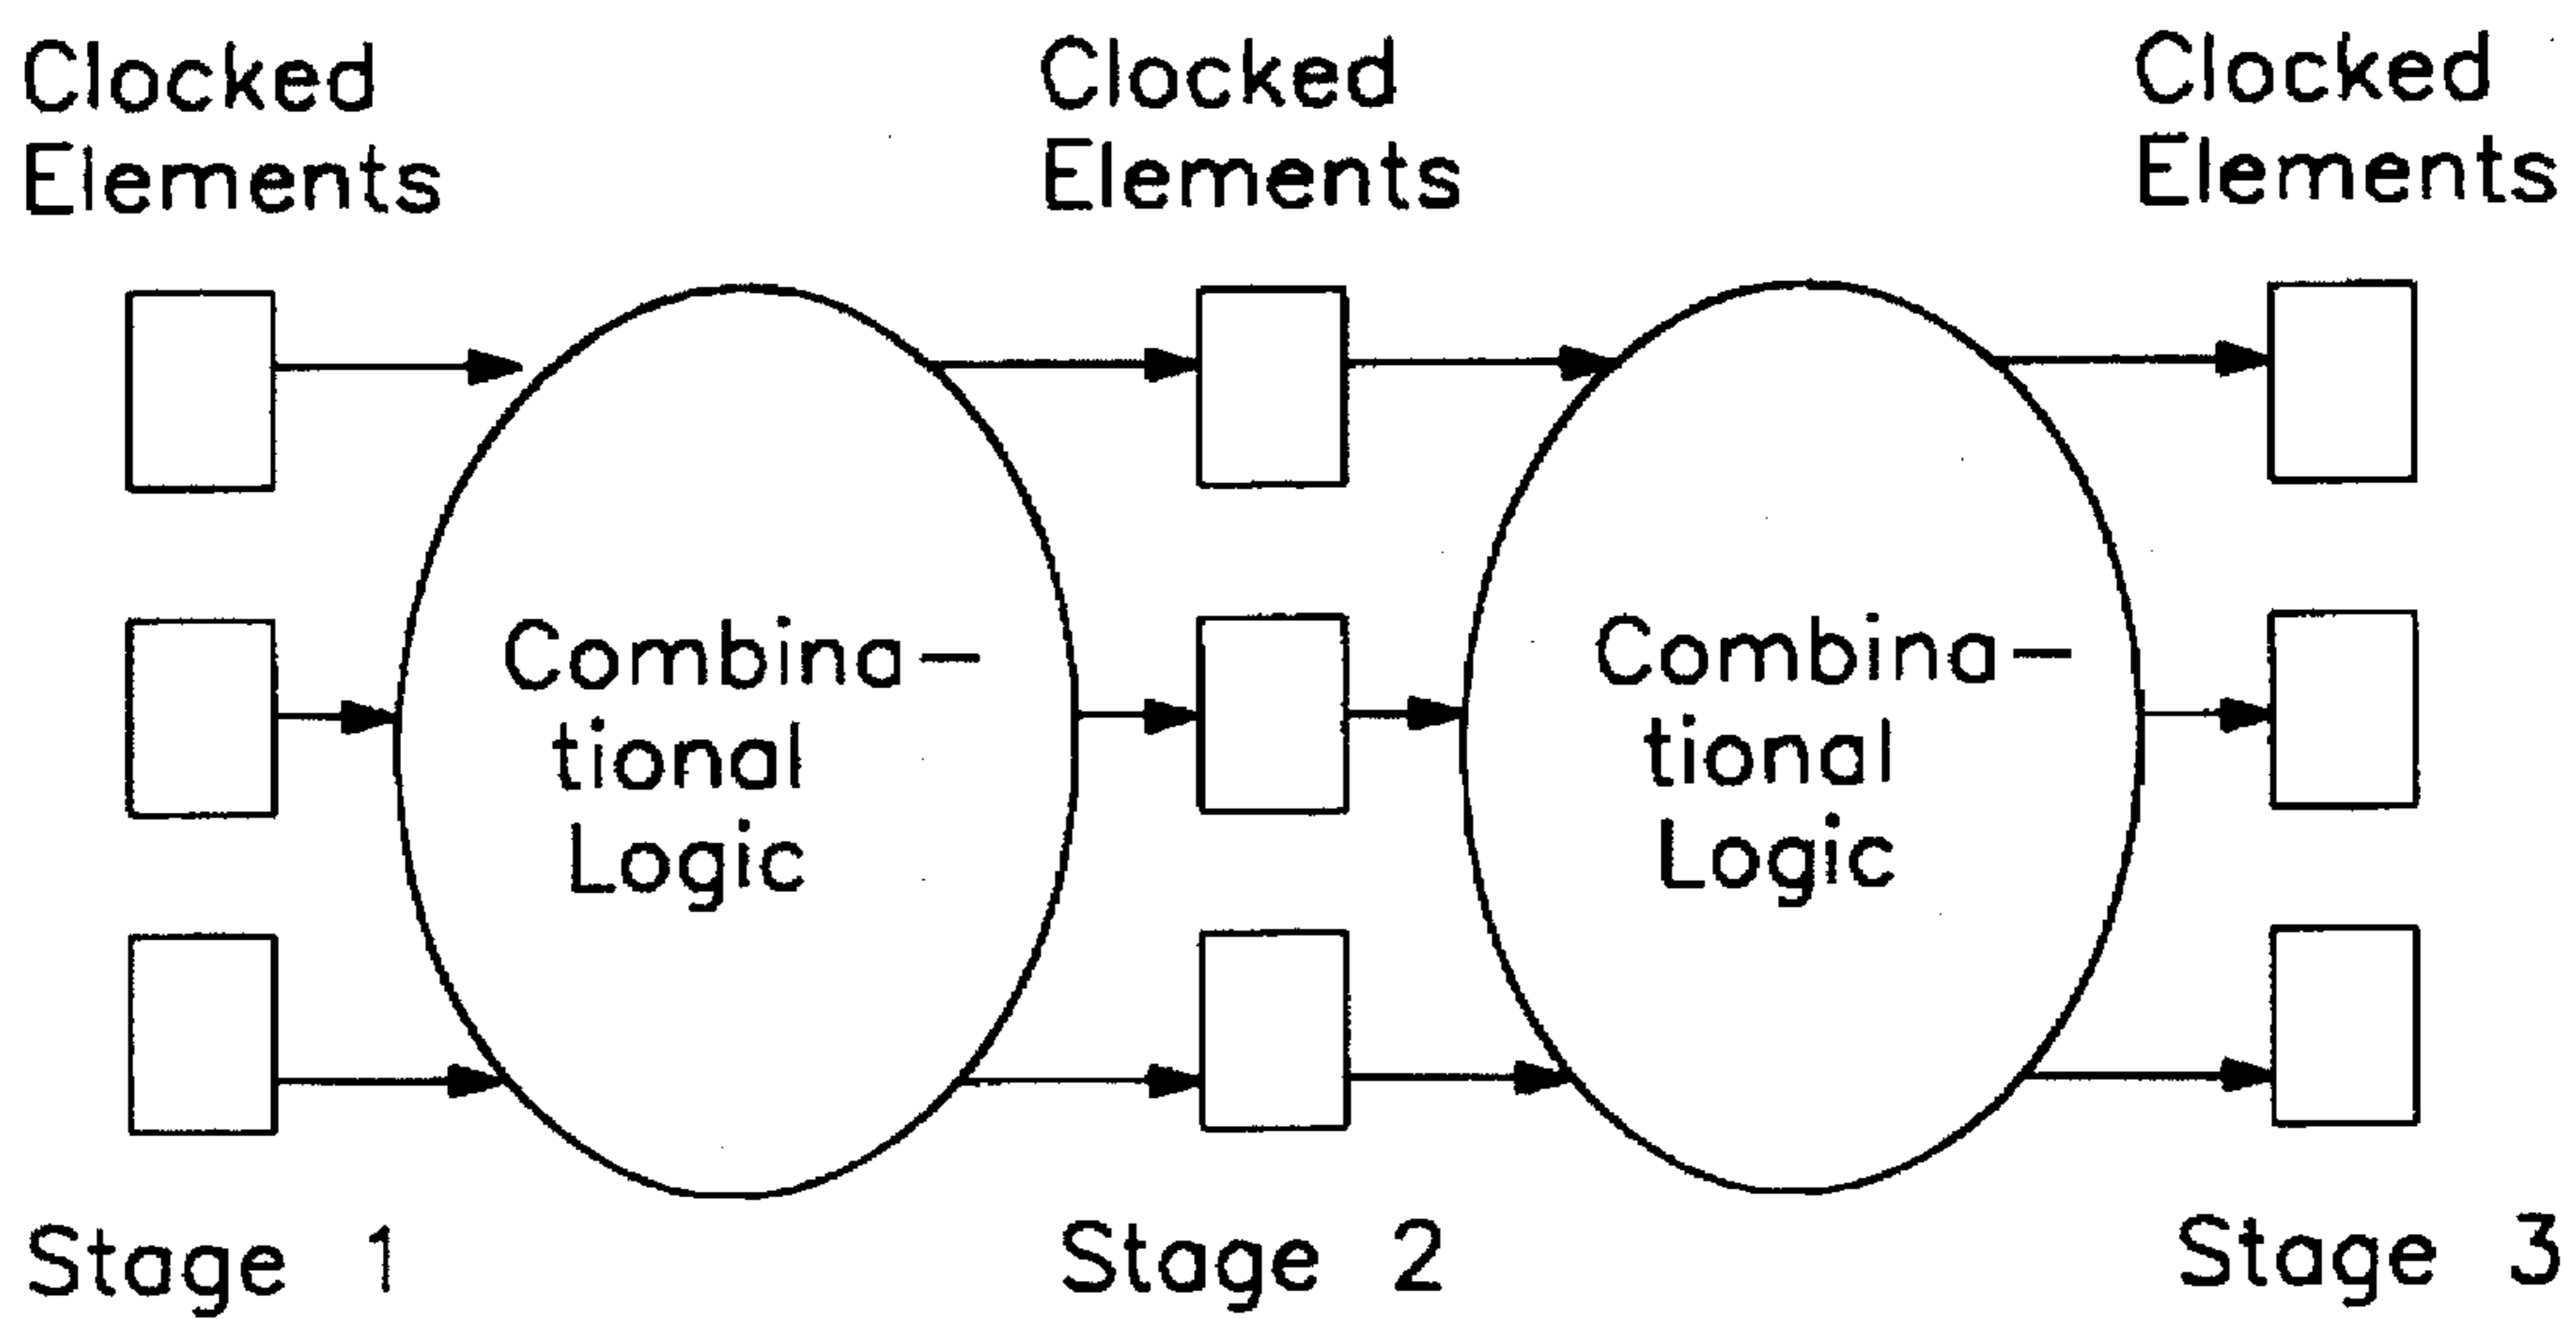 Clocked
Elements
Clocked
Elements
Clocked
Elements
Combina-
tional
Logic
Combina-
tional
Logic
Stage 1
Stage 2
Stage 3